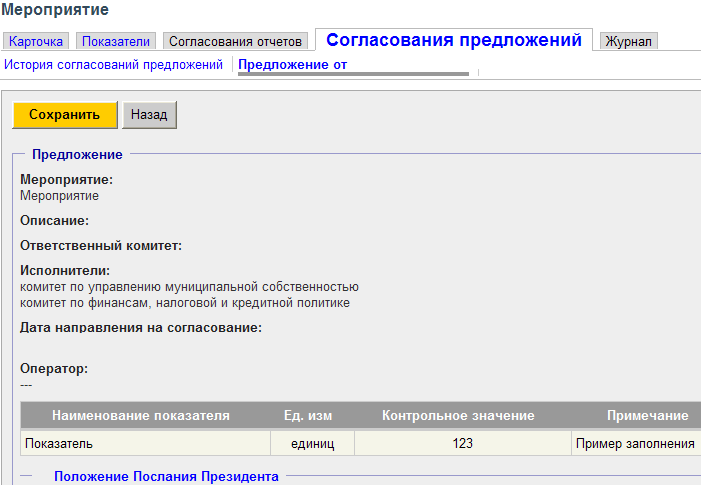 Мероприятие
Карточка Показатели Согласования отчетов Согласования предложений Журнал
История согласований предложений Предложение от
Сохранить Назад
Предложение
Мероприятие:
Мероприятие
Описание:
Ответственный комитет:
Исполнители:
комитет по управлению муниципальной собственностью
комитет по финансам, налоговой и кредитной политике
Дата направления на согласование:
Оператор:
---
Наименование показателя Ед. изм Контрольное значение Примечание
Показатель единиц 123 Пример заполнения
Положение Послания Президента